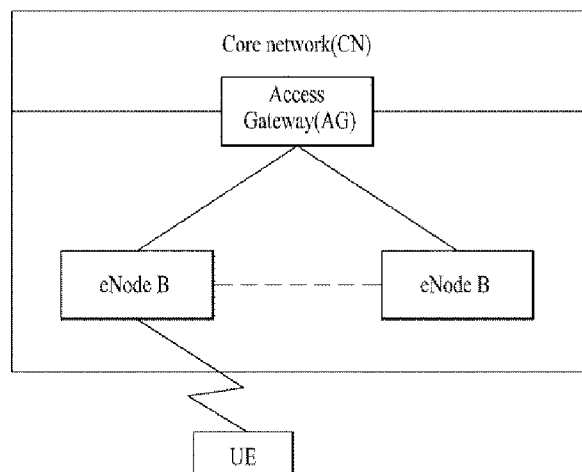 Core network(CN)
Access
Gateway(AG)
eNode B
eNode B
UE